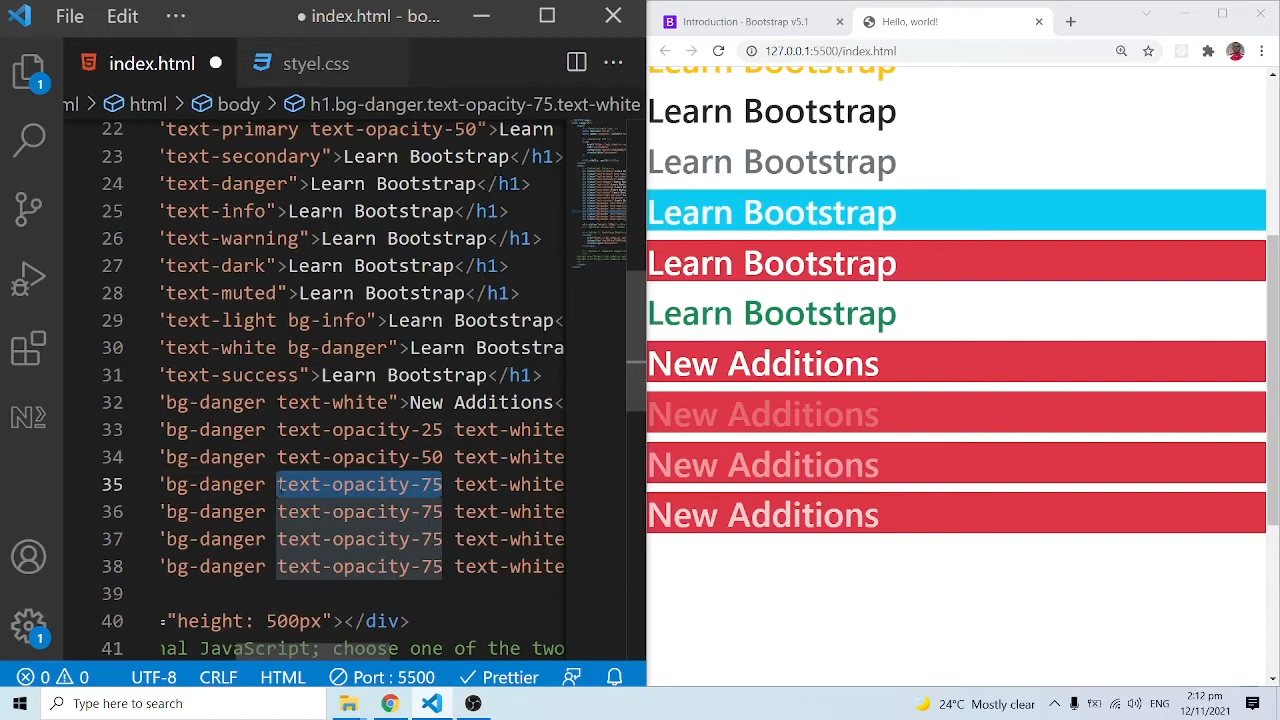 File Edit ··· ● index.html - ...
Introduction · Bootstrap v5.1
Hello, world!
127.0.0.1:5500/index.html
index.html
style1.css
ml > html > body > h1.bg-danger.text-opacity-75.text-white
22 "text-primary text-opacity-50">Learn
23 "text-secondary">Learn Bootstrap</h1>
24 "text-danger">Learn Bootstrap</h1>
25 "text-info">Learn Bootstrap</h1>
26 "text-warning">Learn Bootstrap</h1>
27 "text-dark">Learn Bootstrap</h1>
28 "text-muted">Learn Bootstrap</h1>
29 "text-light bg-info">Learn Bootstrap<
30 "text-white bg-danger">Learn Bootstra
31 "text-success">Learn Bootstrap</h1>
32 "bg-danger text-white">New Additions<
33 "bg-danger text-opacity-25 text-white
34 "bg-danger text-opacity-50 text-white
35 "bg-danger text-opacity-75 text-white
36 "bg-danger text-opacity-75 text-white
37 "bg-danger text-opacity-75 text-white
38 "bg-danger text-opacity-75 text-white
39
40 ="height: 500px"></div>
41 nal JavaScript; choose one of the two
1
1
Learn Bootstrap
Learn Bootstrap
Learn Bootstrap
Learn Bootstrap
Learn Bootstrap
Learn Bootstrap
New Additions
New Additions
New Additions
New Additions
0 0 UTF-8 CRLF HTML Port : 5500 Prettier
Type here to search
24°C Mostly clear
ENG
2:12 pm
12/11/2021